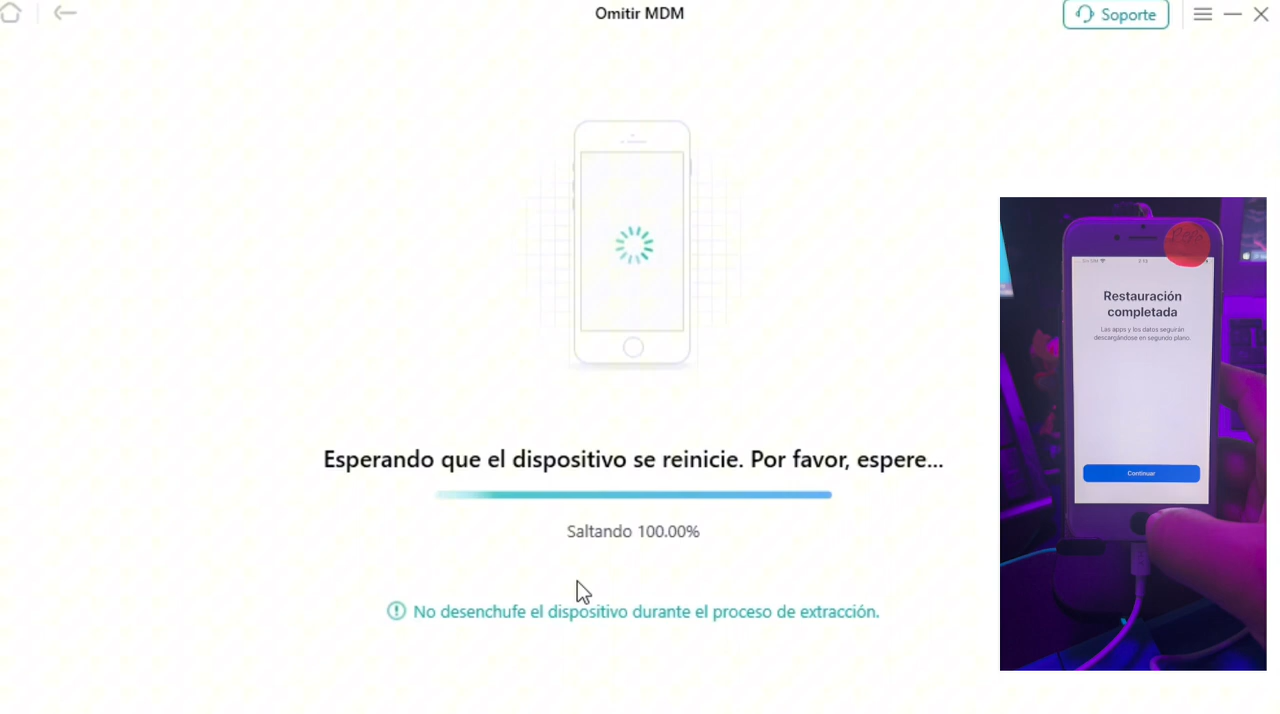 Omitir MDM
Soporte
Restauración
completada
Las apps y los datos seguirán
descargándose en segundo plano.
Continuar
Esperando que el dispositivo se reinicie. Por favor, espere...
Saltando 100.00%
No desenchufe el dispositivo durante el proceso de extracción.